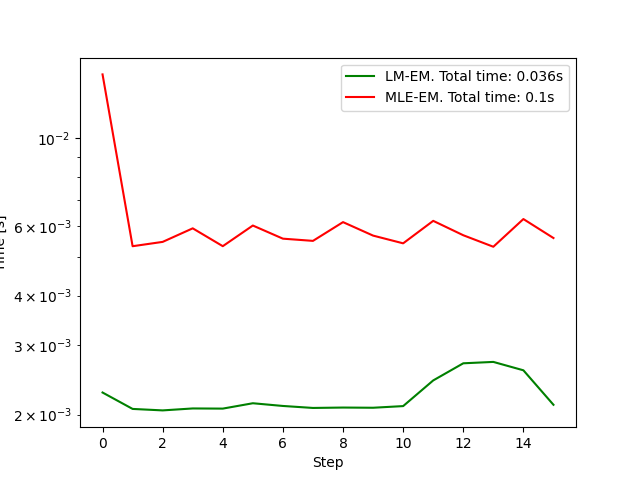 LM-EM. Total time: 0.036s
MLE-EM. Total time: 0.1s
10⁻²
6 × 10⁻³
4 × 10⁻³
3 × 10⁻³
2 × 10⁻³
[s]
0 2 4 6 8 10 12 14
Step